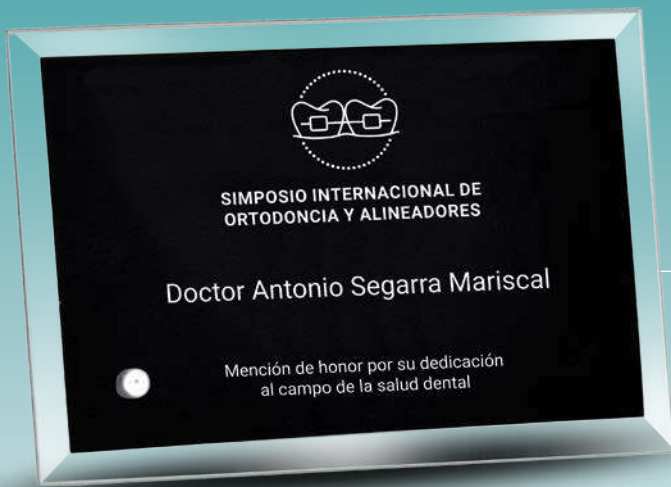 SIMPOSIO INTERNACIONAL DE
ORTODONCIA Y ALINEADORES
Doctor Antonio Segarra Mariscal
Mención de honor por su dedicación
al campo de la salud dental